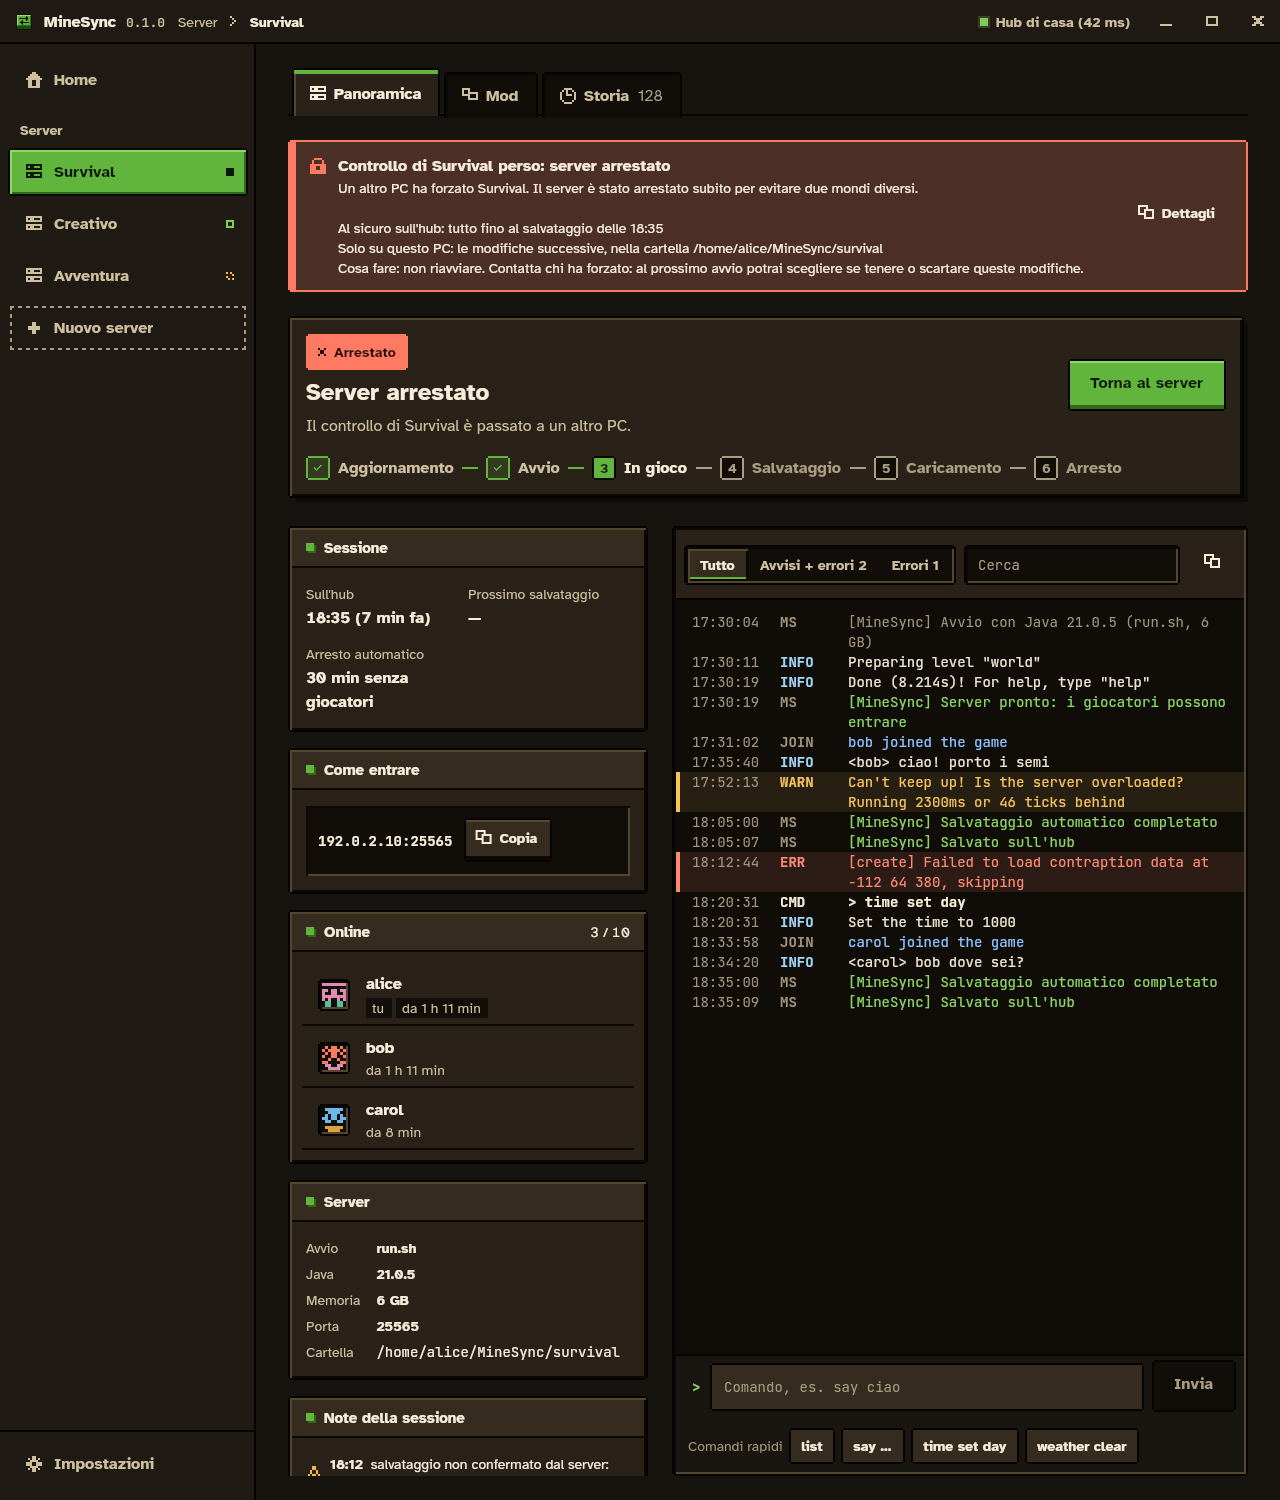 MineSync 0.1.0 Server Survival
Hub di casa (42 ms)
Home
Server
Survival
Creativo
Avventura
Nuovo server
Impostazioni
Panoramica
Mod
Storia 128
Controllo di Survival perso: server arrestato
Un altro PC ha forzato Survival. Il server è stato arrestato subito per evitare due mondi diversi.
Al sicuro sull'hub: tutto fino al salvataggio delle 18:35
Solo su questo PC: le modifiche successive, nella cartella /home/alice/MineSync/survival
Cosa fare: non riavviare. Contatta chi ha forzato: al prossimo avvio potrai scegliere se tenere o scartare queste modifiche.
Dettagli
Arrestato
Server arrestato
Il controllo di Survival è passato a un altro PC.
Torna al server
Aggiornamento
Avvio
3 In gioco
4 Salvataggio
5 Caricamento
6 Arresto
Sessione
Sull'hub
18:35 (7 min fa)
Prossimo salvataggio
—
Arresto automatico
30 min senza
giocatori
Come entrare
192.0.2.10:25565
Copia
Online 3 / 10
alice
tu da 1 h 11 min
bob
da 1 h 11 min
carol
da 8 min
Server
Avvio run.sh
Java 21.0.5
Memoria 6 GB
Porta 25565
Cartella /home/alice/MineSync/survival
Note della sessione
18:12 salvataggio non confermato dal server:
Tutto
Avvisi + errori 2
Errori 1
Cerca
17:30:04 MS [MineSync] Avvio con Java 21.0.5 (run.sh, 6
GB)
17:30:11 INFO Preparing level "world"
17:30:19 INFO Done (8.214s)! For help, type "help"
17:30:19 MS [MineSync] Server pronto: i giocatori possono
entrare
17:31:02 JOIN bob joined the game
17:35:40 INFO <bob> ciao! porto i semi
17:52:13 WARN Can't keep up! Is the server overloaded?
Running 2300ms or 46 ticks behind
18:05:00 MS [MineSync] Salvataggio automatico completato
18:05:07 MS [MineSync] Salvato sull'hub
18:12:44 ERR [create] Failed to load contraption data at
-112 64 380, skipping
18:20:31 CMD > time set day
18:20:31 INFO Set the time to 1000
18:33:58 JOIN carol joined the game
18:34:20 INFO <carol> bob dove sei?
18:35:00 MS [MineSync] Salvataggio automatico completato
18:35:09 MS [MineSync] Salvato sull'hub
> Comando, es. say ciao
Invia
Comandi rapidi
list
say ...
time set day
weather clear